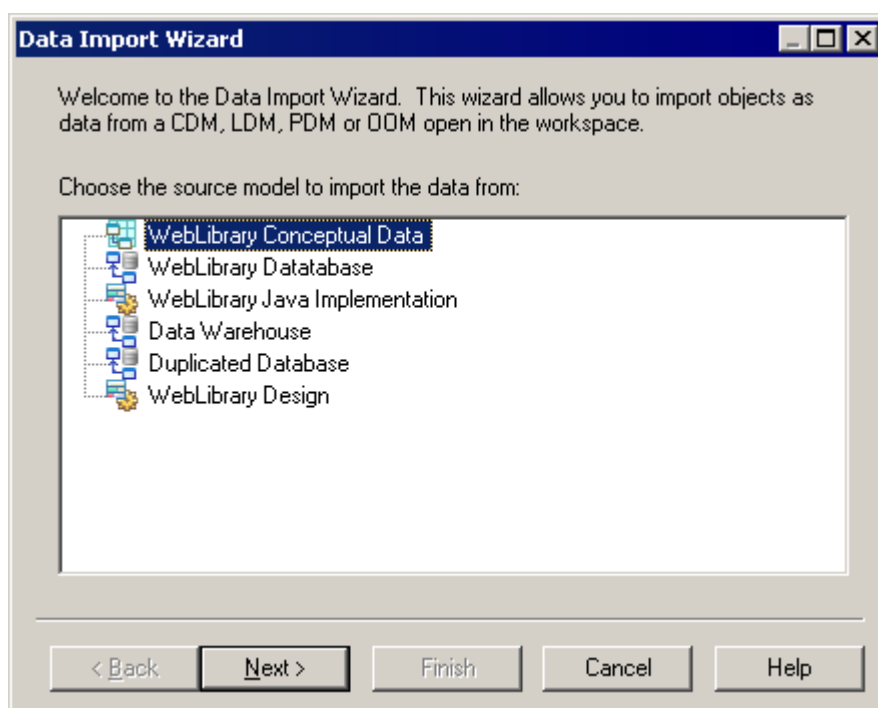 Data Import Wizard
Welcome to the Data Import Wizard. This wizard allows you to import objects as
data from a CDM, LDM, PDM or OOM open in the workspace.
Choose the source model to import the data from:
WebLibrary Conceptual Data
WebLibrary Datatabase
WebLibrary Java Implementation
Data Warehouse
Duplicated Database
WebLibrary Design
< Back Next > Finish Cancel Help